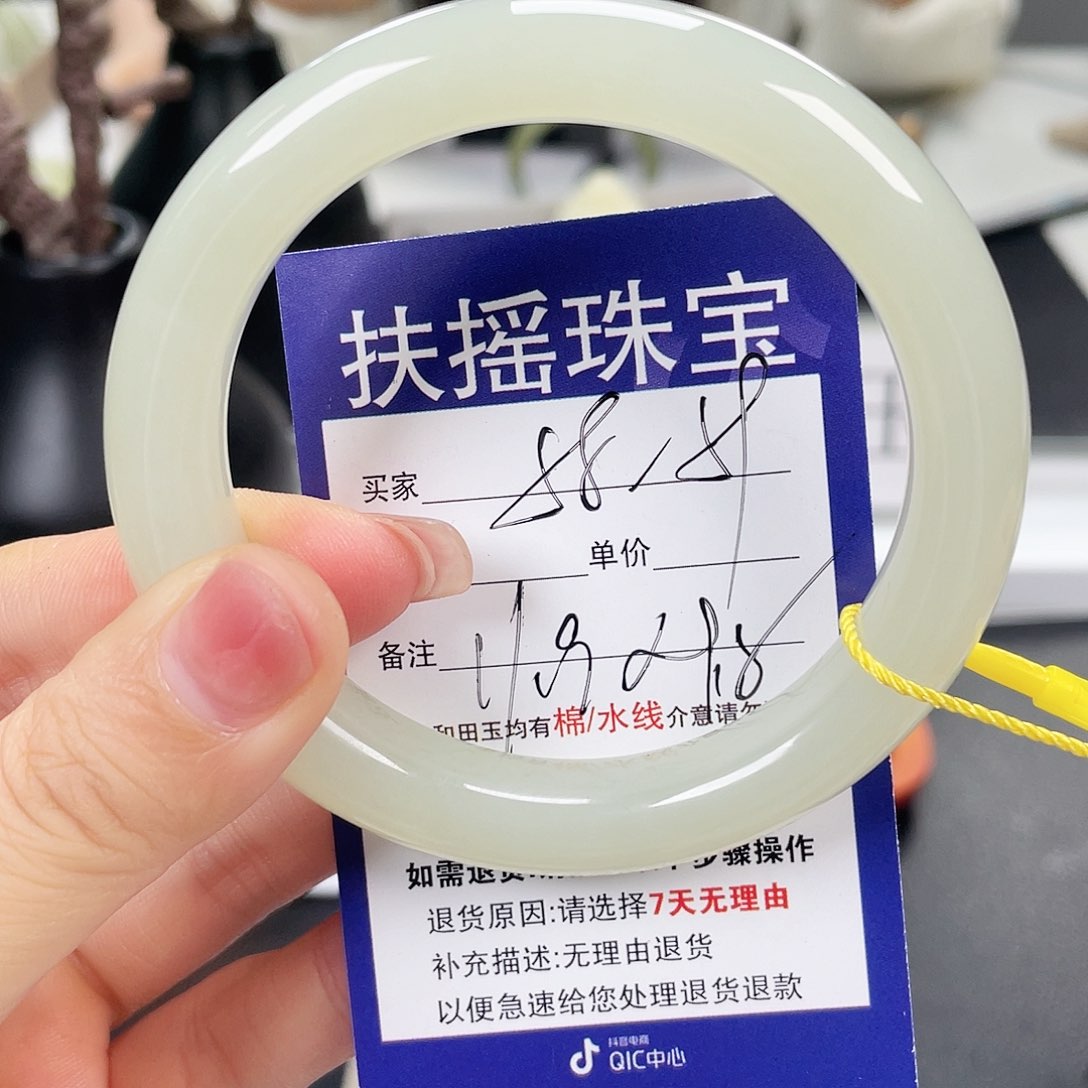 扶摇珠宝
买家
单价
备注
和田玉均有棉/水线介意请勿
如需退货
步骤操作
退货原因:请选择7天无理由
补充描述:无理由退货
以便急速给您处理退货退款
抖音电商
QIC中心